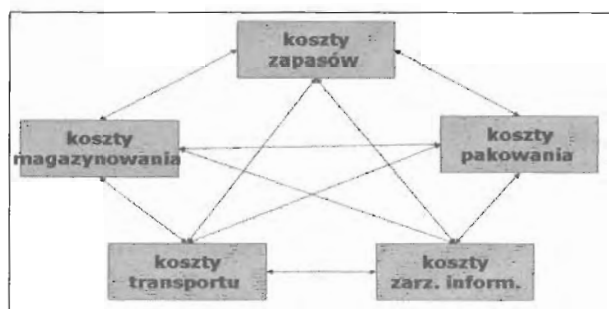 koszty
zapasów
koszty
magazynowania
koszty
pakowania
koszty
transportu
koszty
zarz. inform.